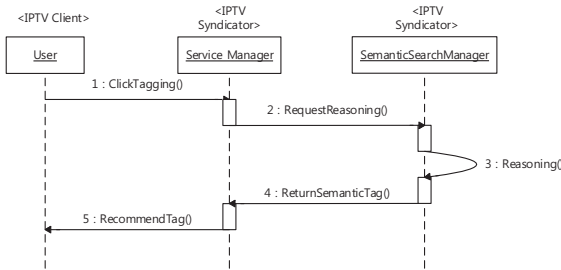 <IPTV Client>
<IPTV
Syndicator>
<IPTV
Syndicator>
User
Service Manager
SemanticSearchManager
1 : ClickTagging()
2 : RequestReasoning()
3 : Reasoning(
4 : ReturnSemanticTag()
5 : RecommendTag()